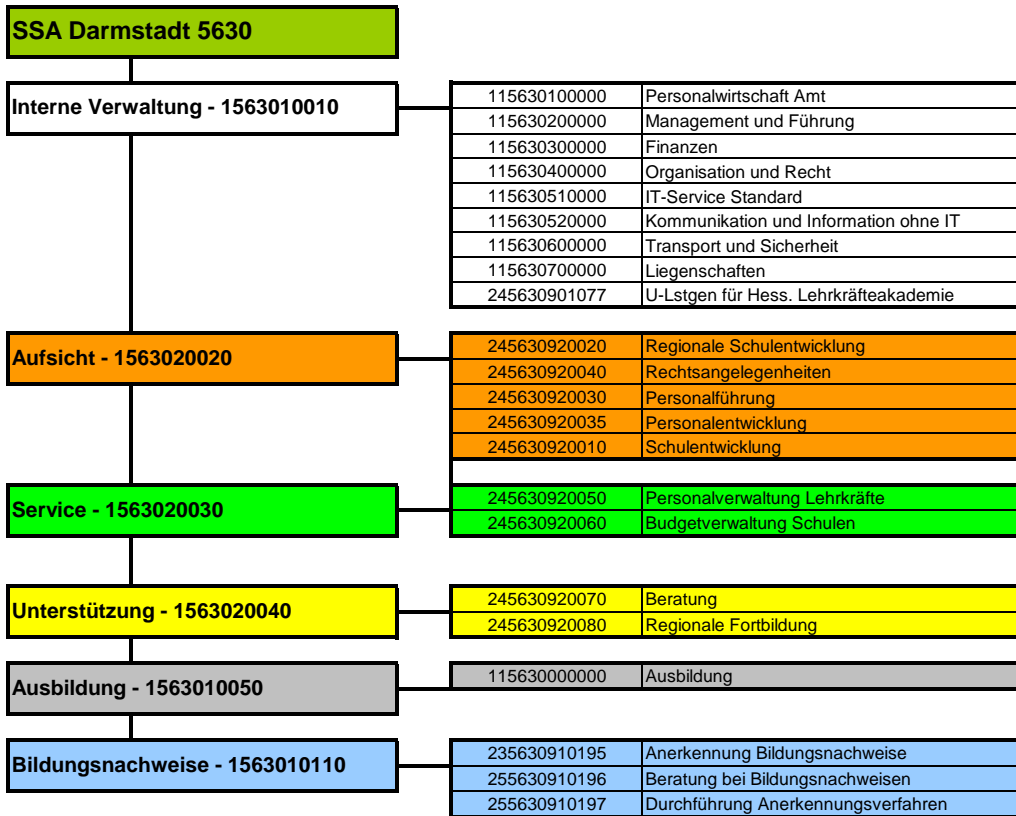 SSA Darmstadt 5630
Interne Verwaltung - 1563010010
115630100000 Personalwirtschaft Amt
115630200000 Management und Führung
115630300000 Finanzen
115630400000 Organisation und Recht
115630510000 IT-Service Standard
115630520000 Kommunikation und Information ohne IT
115630600000 Transport und Sicherheit
115630700000 Liegenschaften
245630901077 U-Lstgen für Hess. Lehrkräfteakademie
Aufsicht - 1563020020
245630920020 Regionale Schulentwicklung
245630920040 Rechtsangelegenheiten
245630920030 Personalführung
245630920035 Personalentwicklung
245630920010 Schulentwicklung
Service - 1563020030
245630920050 Personalverwaltung Lehrkräfte
245630920060 Budgetverwaltung Schulen
Unterstützung - 1563020040
245630920070 Beratung
245630920080 Regionale Fortbildung
Ausbildung - 1563010050
115630000000 Ausbildung
Bildungsnachweise - 1563010110
235630910195 Anerkennung Bildungsnachweise
255630910196 Beratung bei Bildungsnachweisen
255630910197 Durchführung Anerkennungsverfahren